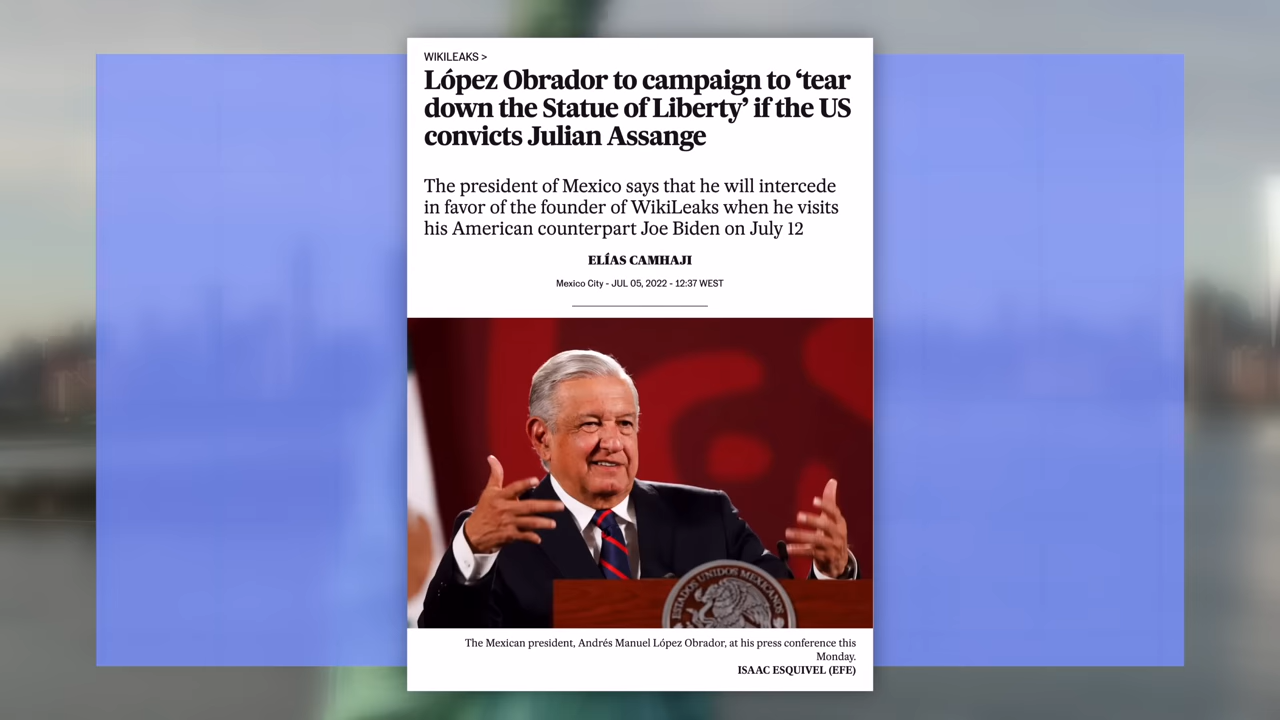 WIKILEAKS >
López Obrador to campaign to ‘tear
down the Statue of Liberty’ if the US
convicts Julian Assange
The president of Mexico says that he will intercede
in favor of the founder of WikiLeaks when he visits
his American counterpart Joe Biden on July 12
ELÍAS CAMHAJI
Mexico City - JUL 05, 2022 - 12:37 WEST
ESTADOS UNIDOS MEXICANOS
The Mexican president, Andrés Manuel López Obrador, at his press conference this
Monday.
ISAAC ESQUIVEL (EFE)